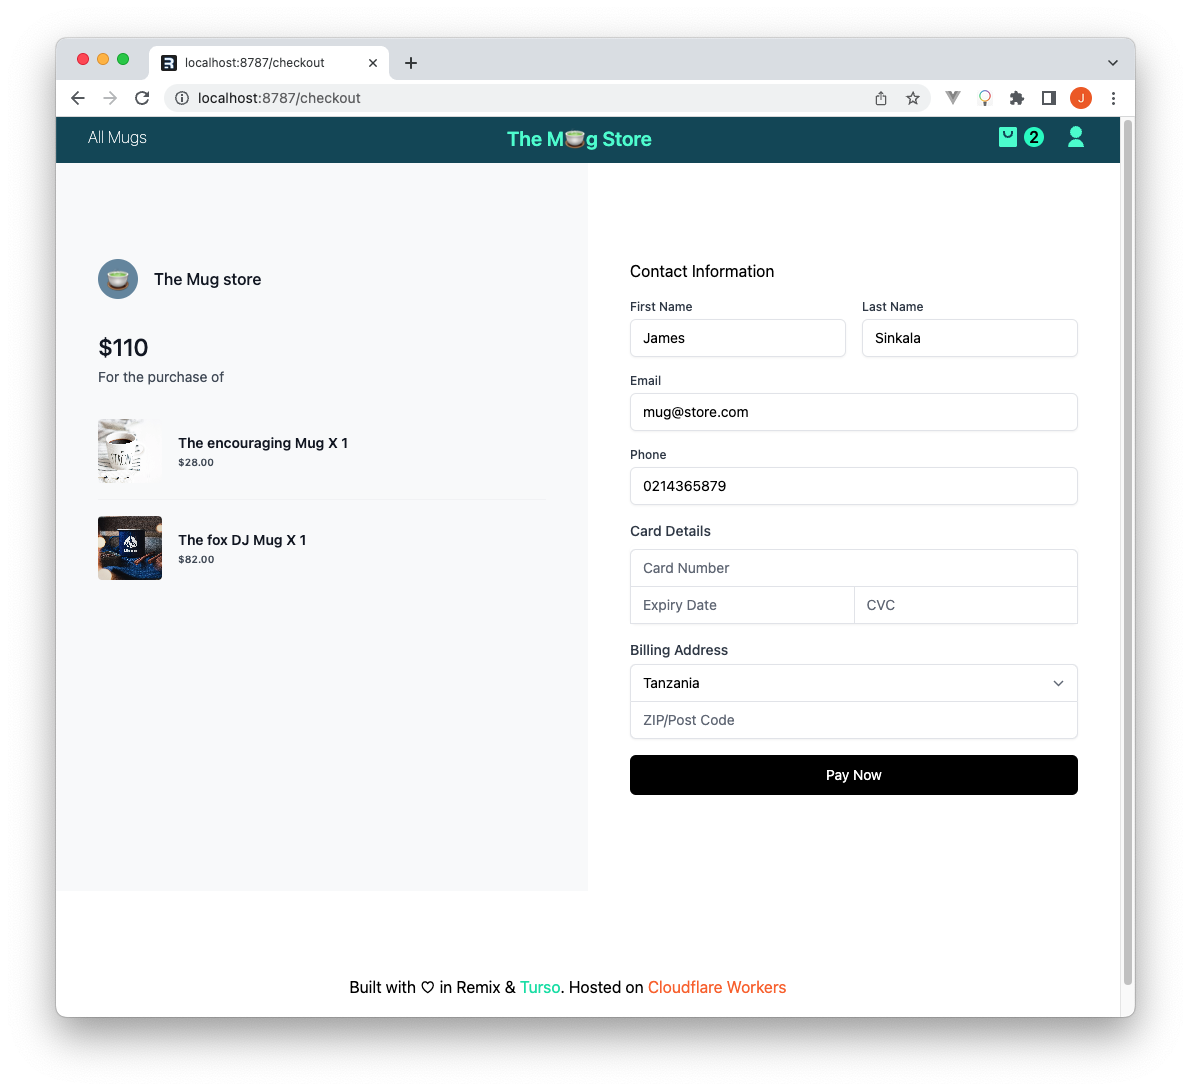 localhost:8787/checkout
localhost:8787/checkout
J
All Mugs
The M🍵g Store
2
The Mug store
$110
For the purchase of
The encouraging Mug X 1
$28.00
The fox DJ Mug X 1
$82.00
Contact Information
First Name
Last Name
James
Sinkala
Email
mug@store.com
Phone
0214365879
Card Details
Card Number
Expiry Date
CVC
Billing Address
Tanzania
ZIP/Post Code
Pay Now
Built with ♡ in Remix & Turso. Hosted on Cloudflare Workers